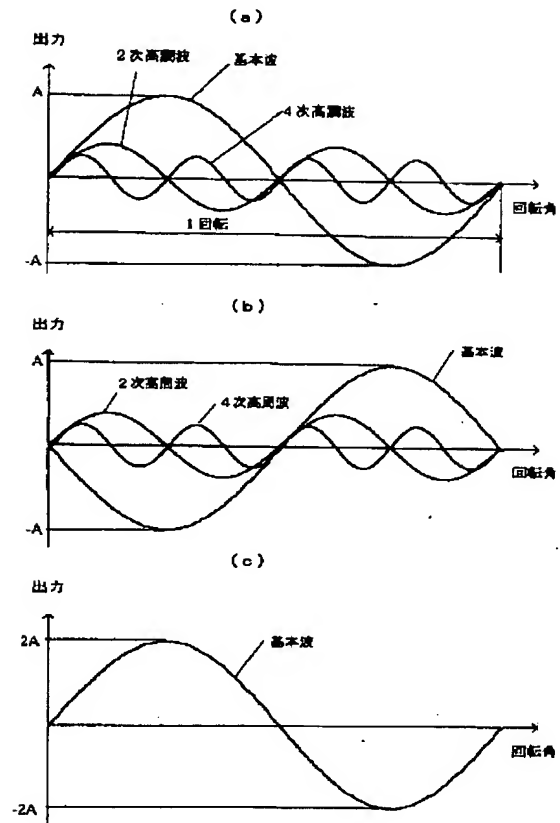 (a)
出力
2次高調波
基本波
A
4次高調波
回転角
1回転
-A
(b)
出力
A
基本波
2次高周波
4次高周波
回転角
-A
(c)
出力
2A
基本波
回転角
-2A